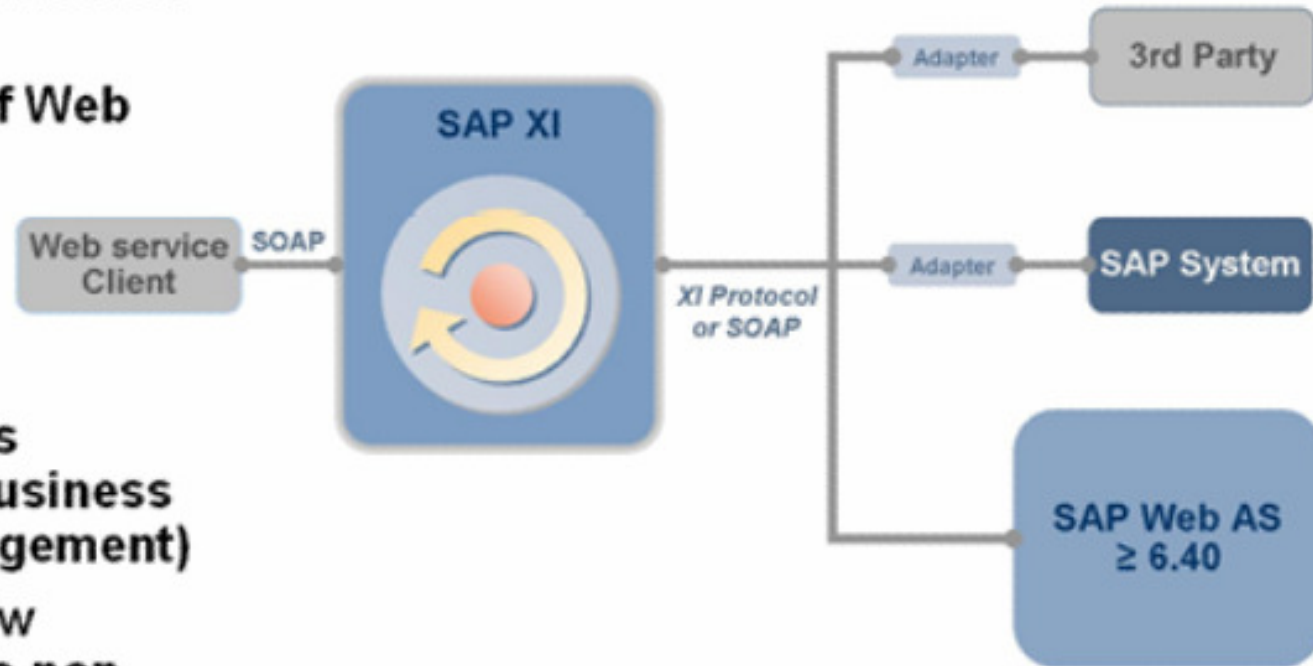 f Web
s
usiness
gement)
w
Web service
Client
SOAP
SAP XI
XI Protocol
or SOAP
Adapter
3rd Party
Adapter
SAP System
SAP Web AS
≥ 6.40